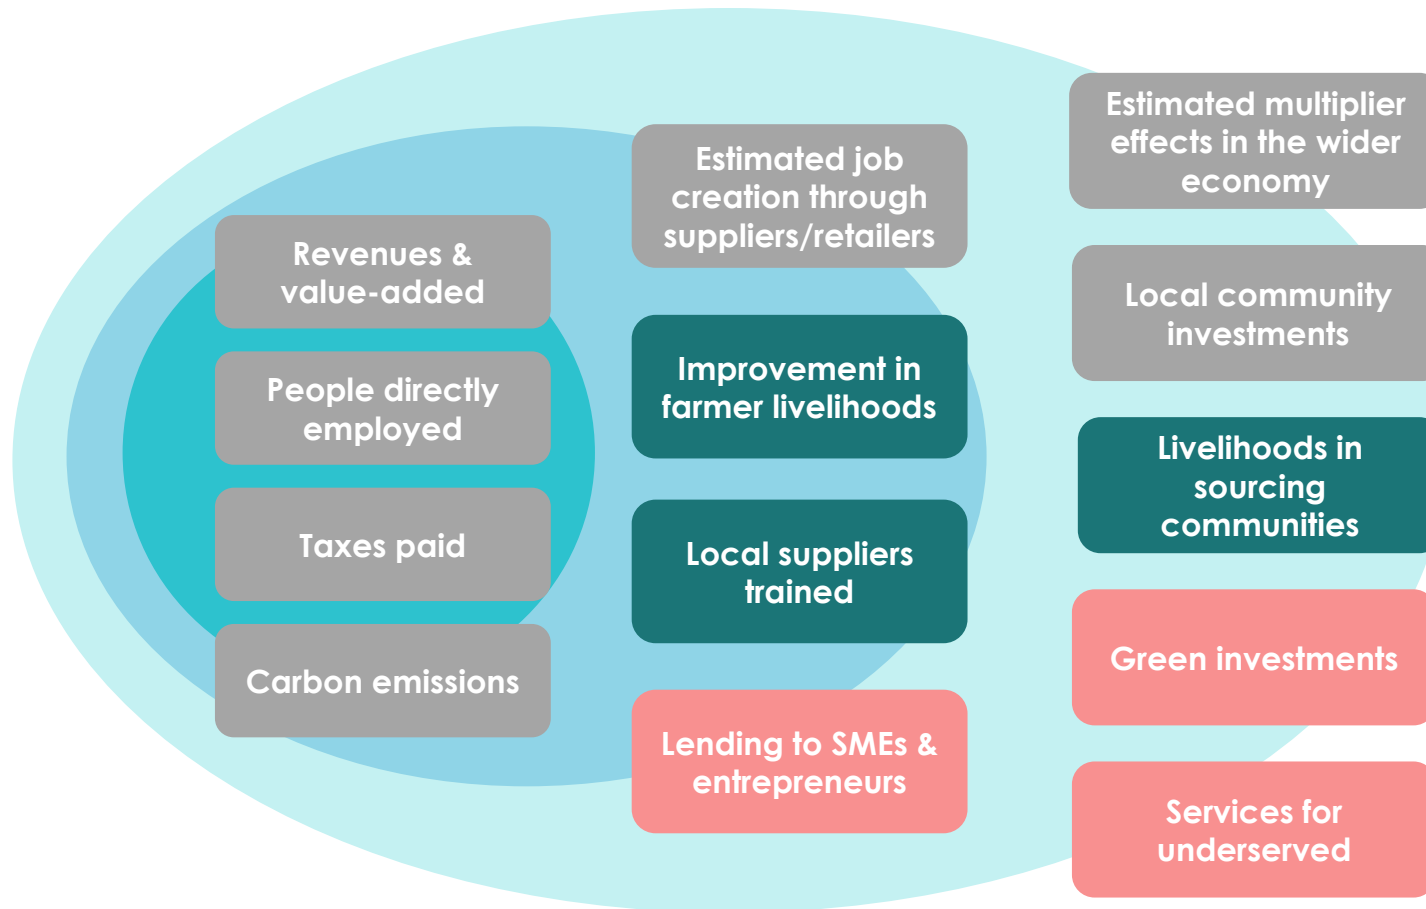 Revenues &
value-added
People directly
employed
Taxes paid
Carbon emissions
Estimated job
creation through
suppliers/retailers
Improvement in
farmer livelihoods
Local suppliers
trained
Lending to SMEs &
entrepreneurs
Estimated multiplier
effects in the wider
economy
Local community
investments
Livelihoods in
sourcing
communities
Green investments
Services for
underserved